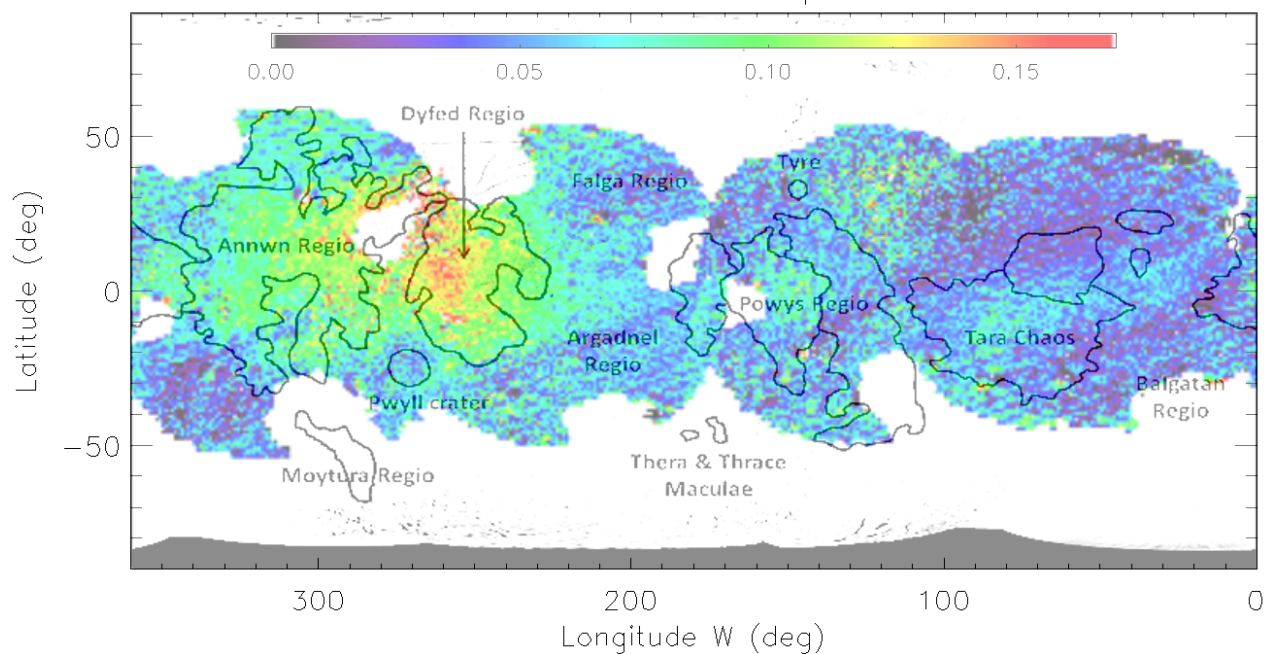 0.00 0.05 0.10 0.15
Dyfed Regio
50
Tyre
Falga Regio
Annwn Regio
0
Powys Regio
Argadnel
Regio
Tara Chaos
Pwyll crater
Balgatan
Regio
-50
Moytura Regio
Thera & Thrace
Maculae
Latitude (deg)
300 200 100 0
Longitude W (deg)